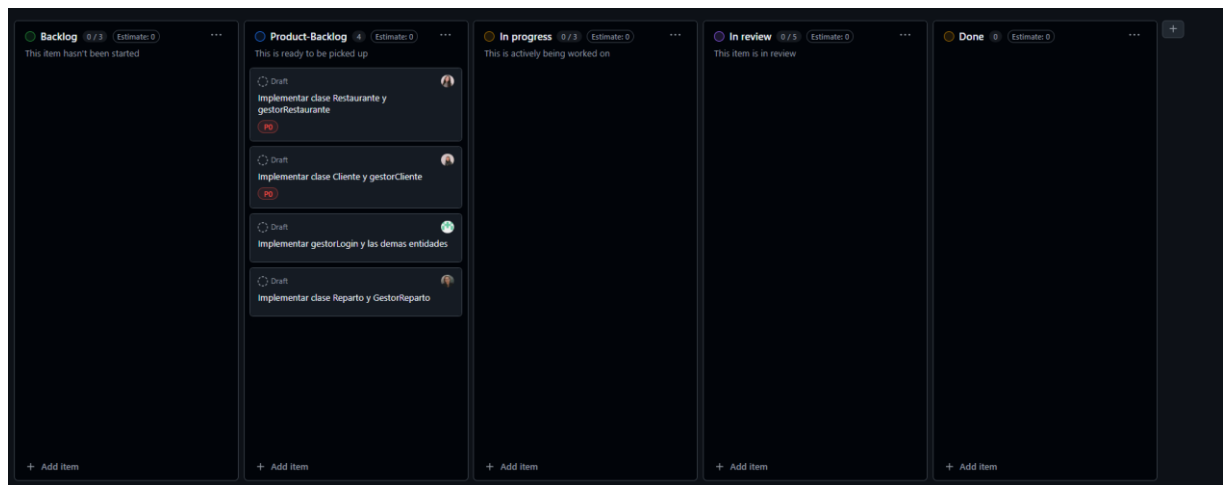 Backlog 0 / 3 Estimate: 0 ...
This item hasn't been started
+ Add item
Product-Backlog 4 Estimate: 0 ...
This is ready to be picked up
Draft
Implementar clase Restaurante y
gestorRestaurante
P0
Draft
Implementar clase Cliente y gestorCliente
P0
Draft
Implementar gestorLogin y las demas entidades
Draft
Implementar clase Reparto y GestorReparto
+ Add item
In progress 0 / 3 Estimate: 0 ...
This is actively being worked on
+ Add item
In review 0 / 5 Estimate: 0 ...
This item is in review
+ Add item
Done 0 Estimate: 0 ...
+ Add item
+